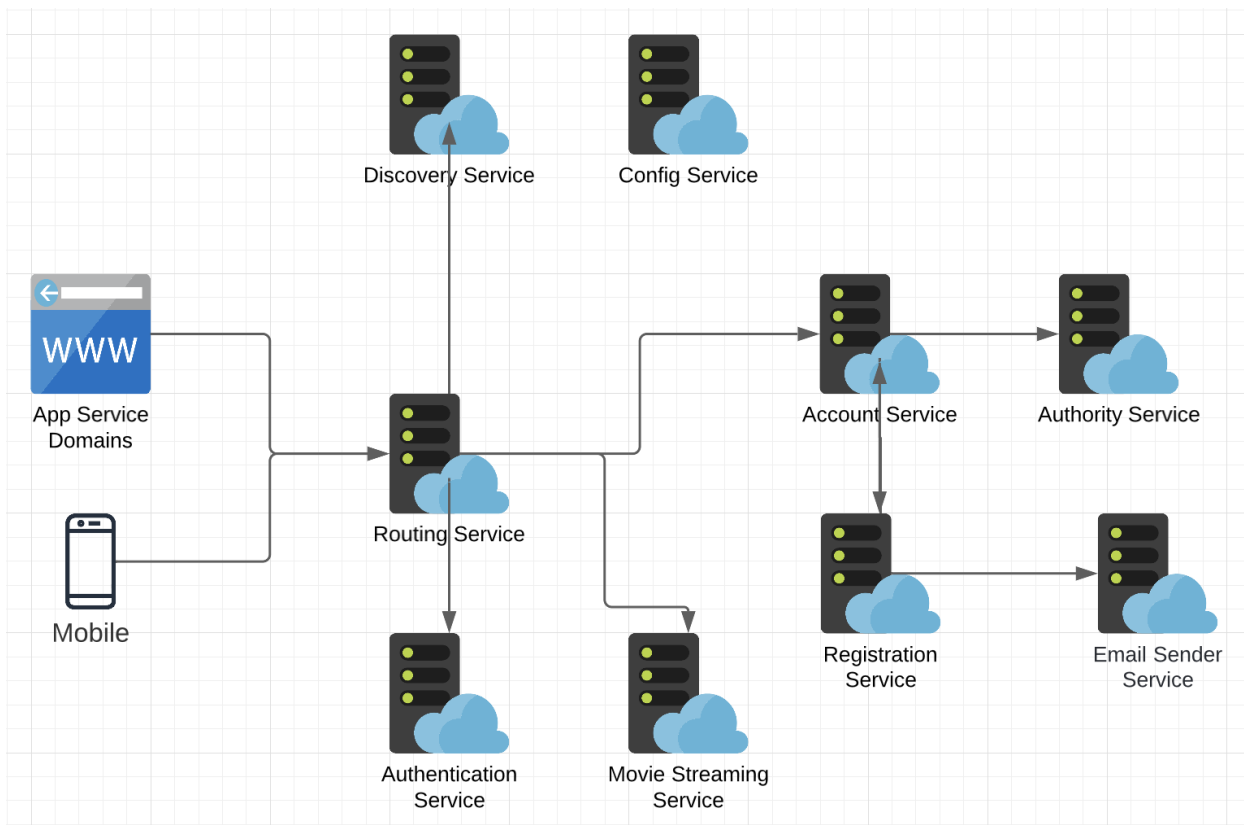 Discovery Service
Config Service
WWW
App Service
Domains
Account Service
Authority Service
Routing Service
Mobile
Registration
Service
Email Sender
Service
Authentication
Service
Movie Streaming
Service